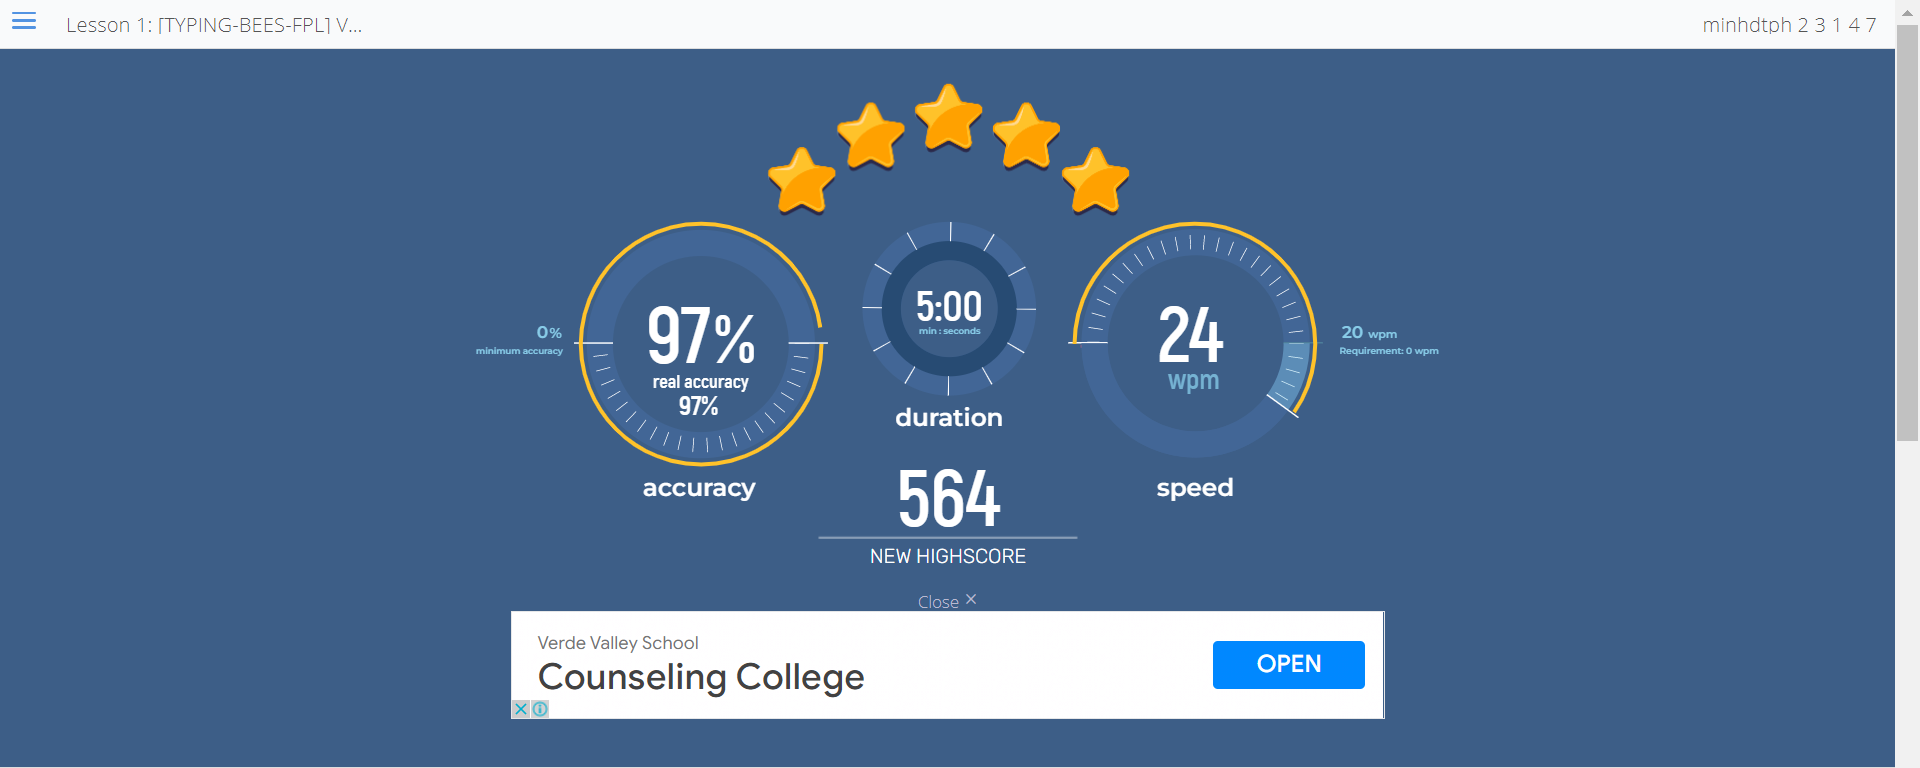 Lesson 1: [TYPING-BEES-FPL] V...
minhdtph 2 3 1 4 7
0%
minimum accuracy
97%
real accuracy
97%
accuracy
5:00
min : seconds
duration
24
wpm
speed
20 wpm
Requirement: 0 wpm
564
NEW HIGHSCORE
Close ×
Verde Valley School
Counseling College
OPEN